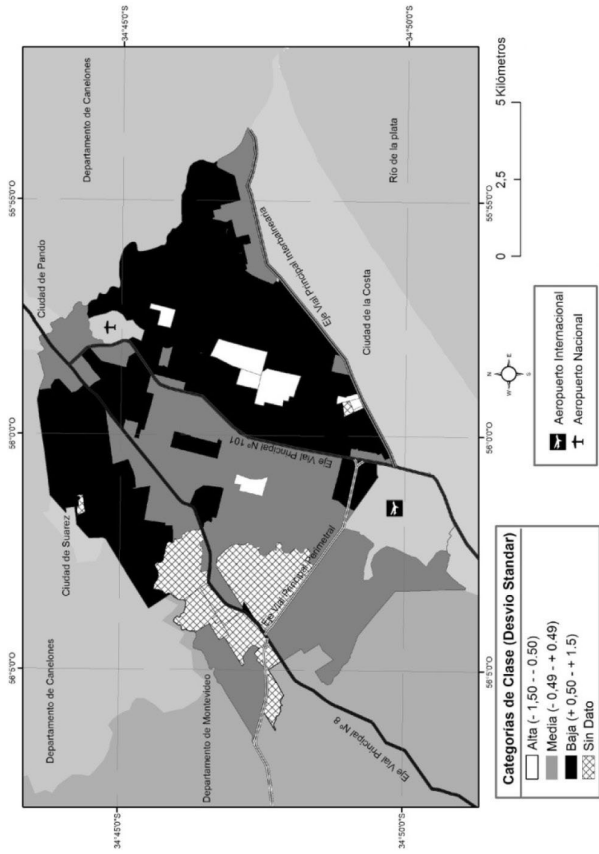 56°5'0"O
56°0'0"O
55°55'0"O
34°45'0"S
34°45'0"S
Departamento de Canelones
Ciudad de Suarez
Ciudad de Pando
Departamento de Canelones
Departamento de Montevideo
Eje Vial Principal Nº 8
Eje Vial Principal Perimetral
Eje Vial Principal Nº 101
Eje Vial Principal Interbalnearia
Ciudad de la Costa
Río de la plata
34°50'0"S
34°50'0"S
56°5'0"O
56°0'0"O
55°55'0"O
Categorias de Clase (Desvio Standar)
Alta (- 1,50 - - 0.50)
Media (- 0,49 - + 0.49)
Baja (+ 0,50 - + 1.5)
Sin Dato
N
W E
S
Aeropuerto Internacional
Aeropuerto Nacional
0 2,5 5 Kilómetros